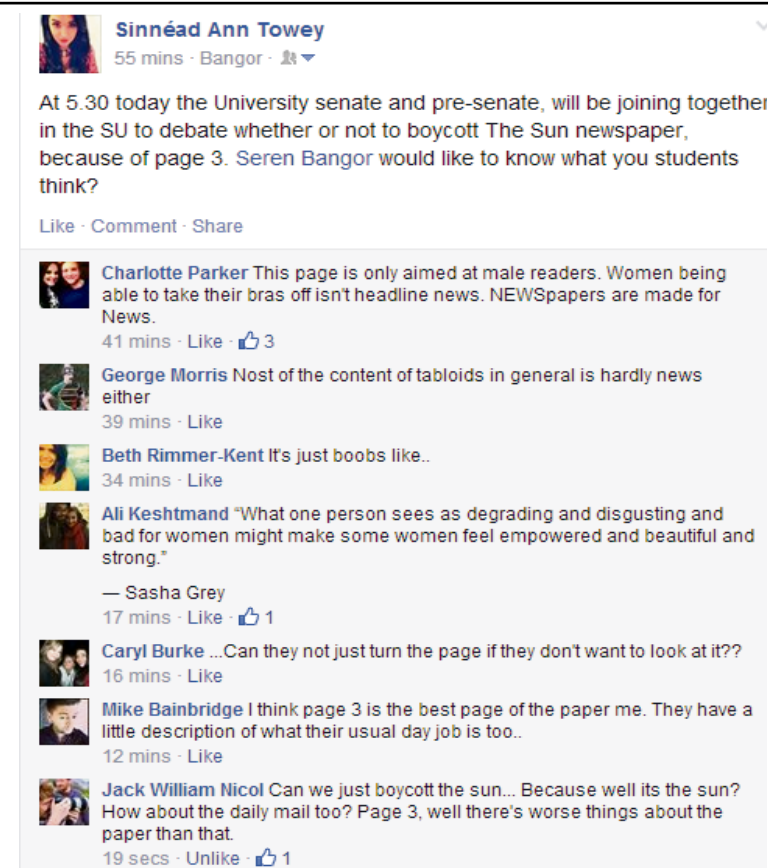 Sinnéad Ann Towey
55 mins · Bangor ·
At 5.30 today the University senate and pre-senate, will be joining together
in the SU to debate whether or not to boycott The Sun newspaper,
because of page 3. Seren Bangor would like to know what you students
think?
Like · Comment · Share
Charlotte Parker This page is only aimed at male readers. Women being
able to take their bras off isn't headline news. NEWSpapers are made for
News.
41 mins · Like · 3
George Morris Nost of the content of tabloids in general is hardly news
either
39 mins · Like
Beth Rimmer-Kent It's just boobs like..
34 mins · Like
Ali Keshtmand “What one person sees as degrading and disgusting and
bad for women might make some women feel empowered and beautiful and
strong.”
— Sasha Grey
17 mins · Like · 1
Caryl Burke ...Can they not just turn the page if they don't want to look at it??
16 mins · Like
Mike Bainbridge I think page 3 is the best page of the paper me. They have a
little description of what their usual day job is too..
12 mins · Like
Jack William Nicol Can we just boycott the sun... Because well its the sun?
How about the daily mail too? Page 3, well there's worse things about the
paper than that.
19 secs · Unlike · 1